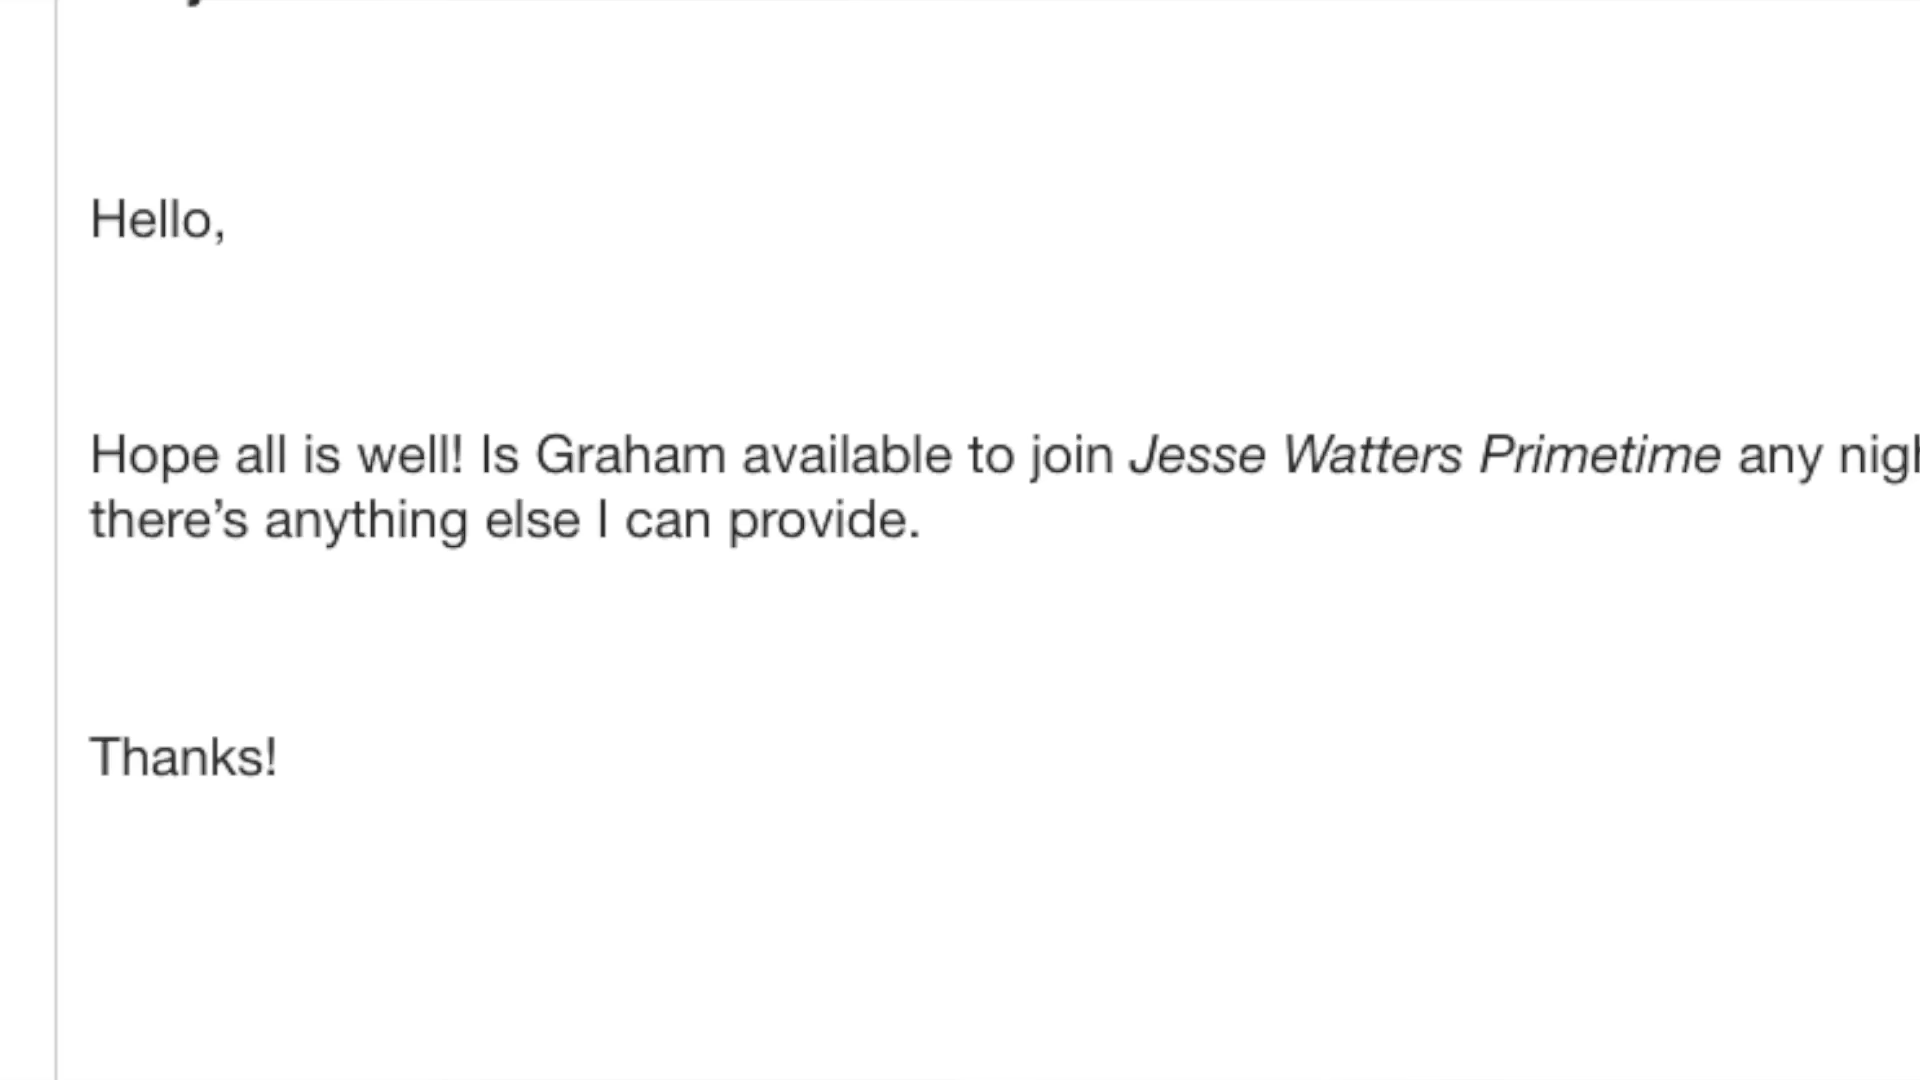 Hello,
Hope all is well! Is Graham available to join Jesse Watters Primetime any
there’s anything else I can provide.
Thanks!